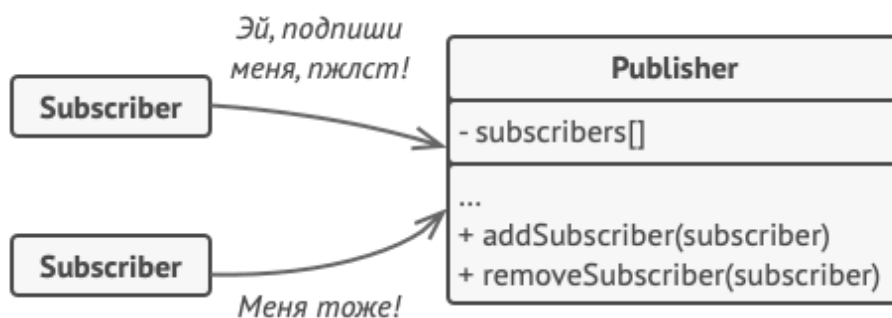 Эй, подпиши
меня, пжлст!
Subscriber
Publisher
- subscribers[]
...
+ addSubscriber(subscriber)
+ removeSubscriber(subscriber)
Subscriber
Меня тоже!